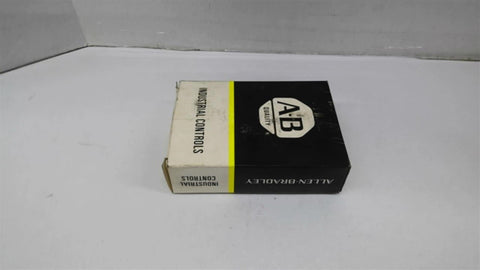 INDUSTRIAL CONTROLS
A-B
QUALITY
INDUSTRIAL
CONTROLS
ALLEN-BRADLEY